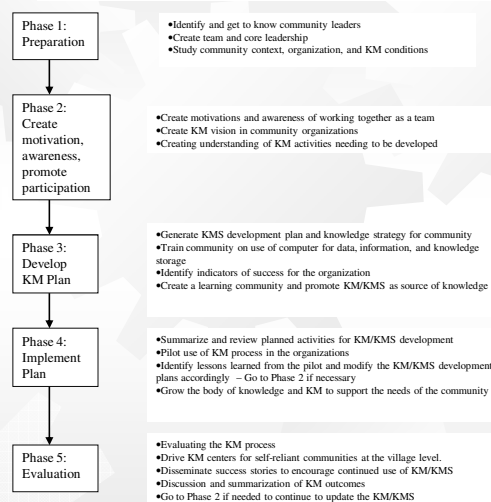 Phase 1:
Preparation
•Identify and get to know community leaders
•Create team and core leadership
•Study community context, organization, and KM conditions
Phase 2:
Create
motivation,
awareness,
promote
participation
•Create motivations and awareness of working together as a team
•Create KM vision in community organizations
•Creating understanding of KM activities needing to be developed
Phase 3:
Develop
KM Plan
•Generate KMS development plan and knowledge strategy for community
•Train community on use of computer for data, information, and knowledge
storage
•Identify indicators of success for the organization
•Create a learning community and promote KM/KMS as source of knowledge
Phase 4:
Implement
Plan
•Summarize and review planned activities for KM/KMS development
•Pilot use of KM process in the organizations
•Identify lessons learned from the pilot and modify the KM/KMS development
plans accordingly – Go to Phase 2 if necessary
•Grow the body of knowledge and KM to support the needs of the community
Phase 5:
Evaluation
•Evaluating the KM process
•Drive KM centers for self-reliant communities at the village level.
•Disseminate success stories to encourage continued use of KM/KMS
•Discussion and summarization of KM outcomes
•Go to Phase 2 if needed to continue to update the KM/KMS